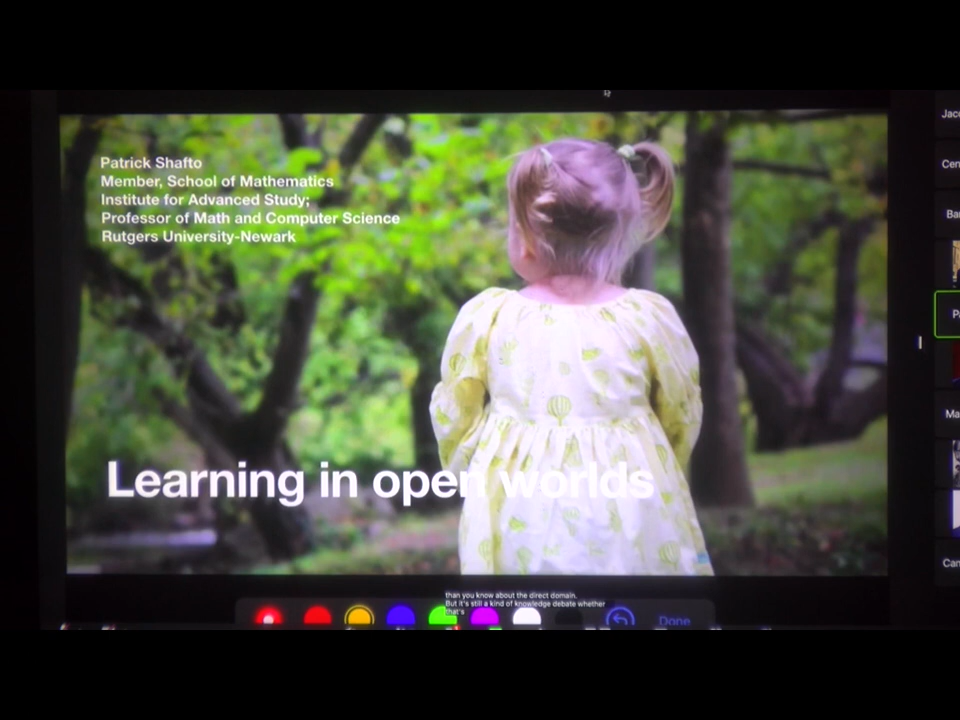 Patrick Shafto
Member, School of Mathematics
Institute for Advanced Study;
Professor of Math and Computer Science
Rutgers University-Newark
Learning in open worlds
than you know about the direct domain.
But it's still a kind of knowledge debate whether
that's
Done